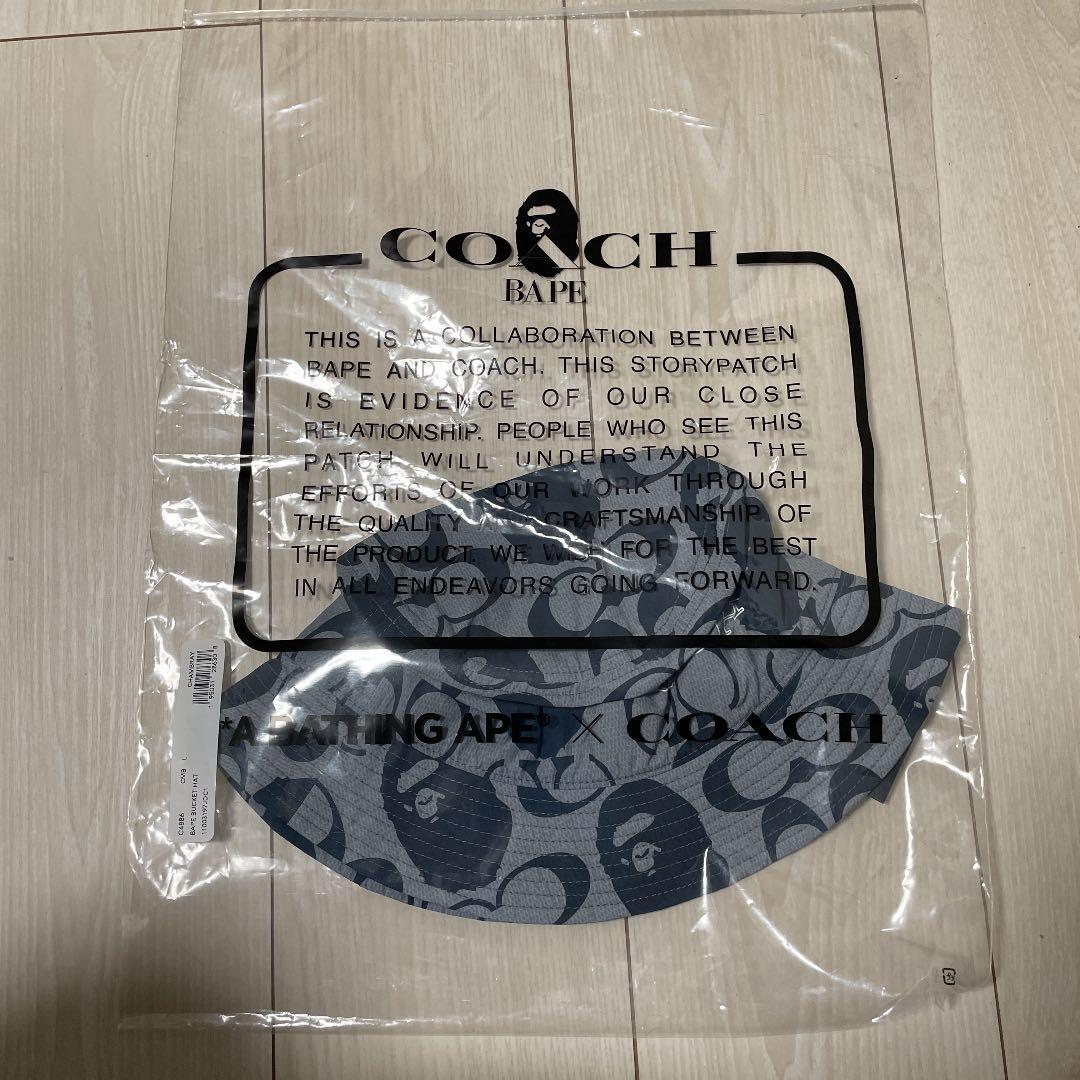 COACH
BAPE
THIS IS A COLLABORATION BETWEEN
BAPE AND COACH. THIS STORYPATCH
IS EVIDENCE OF OUR CLOSE
RELATIONSHIP. PEOPLE WHO SEE THIS
PATCH WILL UNDERSTAND THE
EFFORTS OF OUR WORK THROUGH
THE QUALITY AND CRAFTSMANSHIP OF
THE PRODUCT. WE WISH FOR THE BEST
IN ALL ENDEAVORS GOING FORWARD.
*A BATHING APE® × COACH
C4886 CMB L
BAPE BUCKET HAT
CHAMBRAY